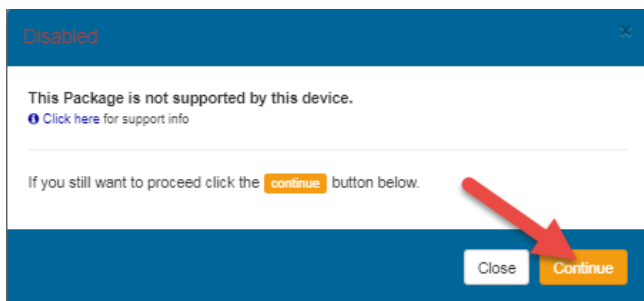 Disabled
This Package is not supported by this device.
Click here for support info
If you still want to proceed click the continue button below.
Close Continue